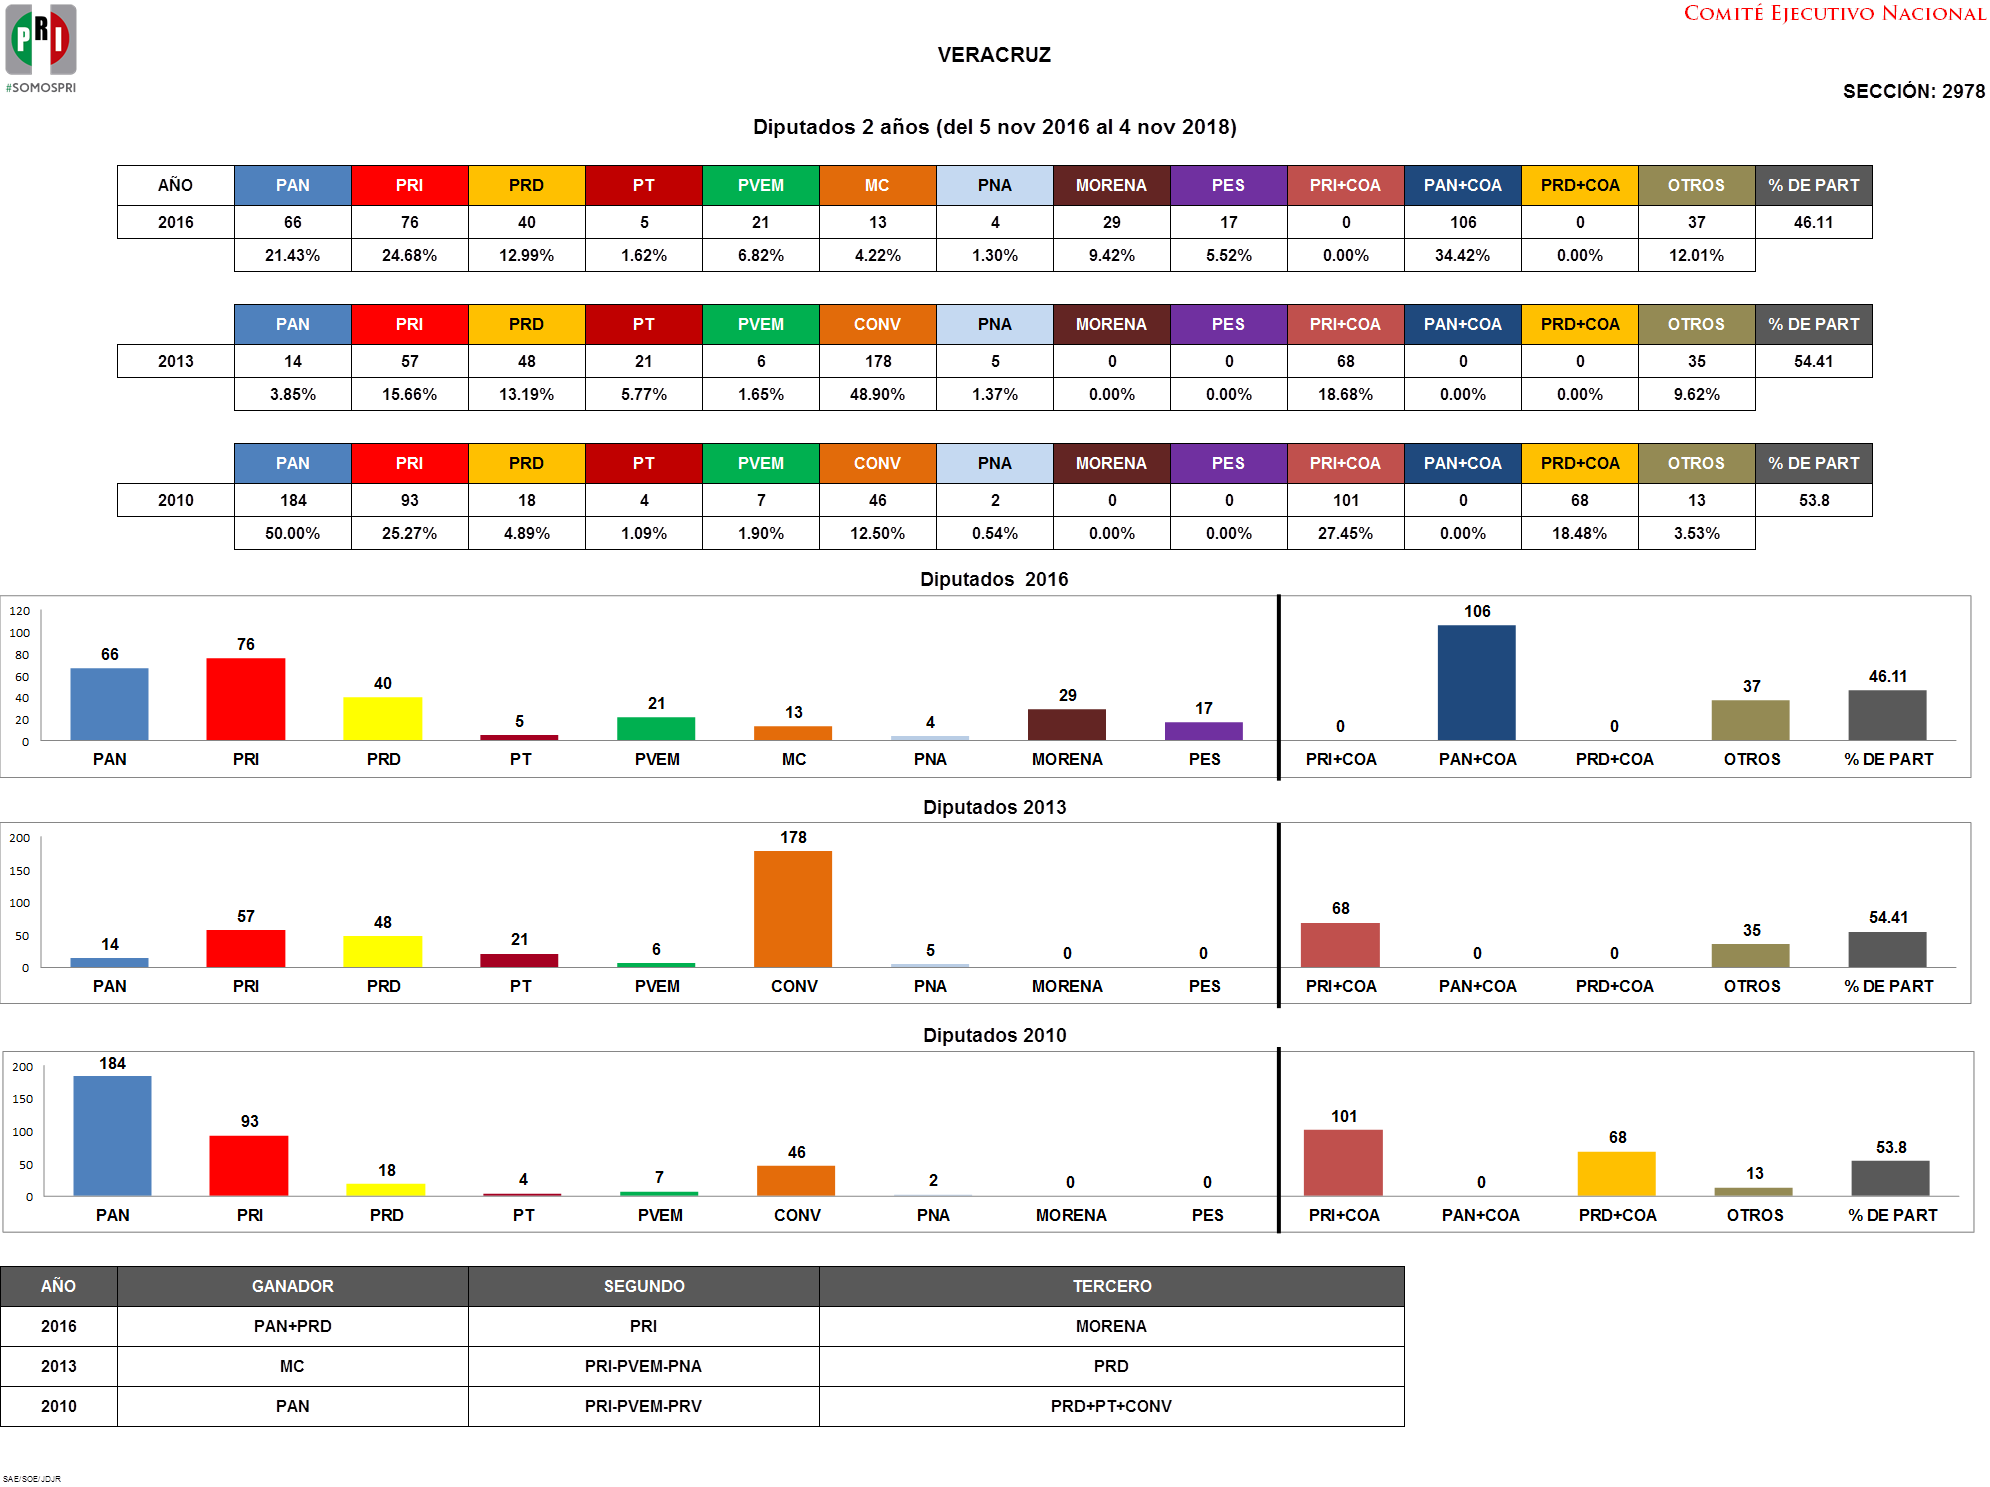 PRI
#SOMOSPRI
COMITÉ EJECUTIVO NACIONAL
VERACRUZ
SECCIÓN: 2978
Diputados 2 años (del 5 nov 2016 al 4 nov 2018)
AÑO PAN PRI PRD PT PVEM MC PNA MORENA PES PRI+COA PAN+COA PRD+COA OTROS % DE PART
2016 66 76 40 5 21 13 4 29 17 0 106 0 37 46.11
21.43% 24.68% 12.99% 1.62% 6.82% 4.22% 1.30% 9.42% 5.52% 0.00% 34.42% 0.00% 12.01%
PAN PRI PRD PT PVEM CONV PNA MORENA PES PRI+COA PAN+COA PRD+COA OTROS % DE PART
2013 14 57 48 21 6 178 5 0 0 68 0 0 35 54.41
3.85% 15.66% 13.19% 5.77% 1.65% 48.90% 1.37% 0.00% 0.00% 18.68% 0.00% 0.00% 9.62%
PAN PRI PRD PT PVEM CONV PNA MORENA PES PRI+COA PAN+COA PRD+COA OTROS % DE PART
2010 184 93 18 4 7 46 2 0 0 101 0 68 13 53.8
50.00% 25.27% 4.89% 1.09% 1.90% 12.50% 0.54% 0.00% 0.00% 27.45% 0.00% 18.48% 3.53%
Diputados 2016
120
100
80
60
40
20
0
66 76 40 5 21 13 4 29 17 0 106 0 37 46.11
PAN PRI PRD PT PVEM MC PNA MORENA PES PRI+COA PAN+COA PRD+COA OTROS % DE PART
Diputados 2013
200
150
100
50
0
14 57 48 21 6 178 5 0 0 68 0 0 35 54.41
PAN PRI PRD PT PVEM CONV PNA MORENA PES PRI+COA PAN+COA PRD+COA OTROS % DE PART
Diputados 2010
200
150
100
50
0
184 93 18 4 7 46 2 0 0 101 0 68 13 53.8
PAN PRI PRD PT PVEM CONV PNA MORENA PES PRI+COA PAN+COA PRD+COA OTROS % DE PART
AÑO GANADOR SEGUNDO TERCERO
2016 PAN+PRD PRI MORENA
2013 MC PRI-PVEM-PNA PRD
2010 PAN PRI-PVEM-PRV PRD+PT+CONV
SAE/SOE/JDJR